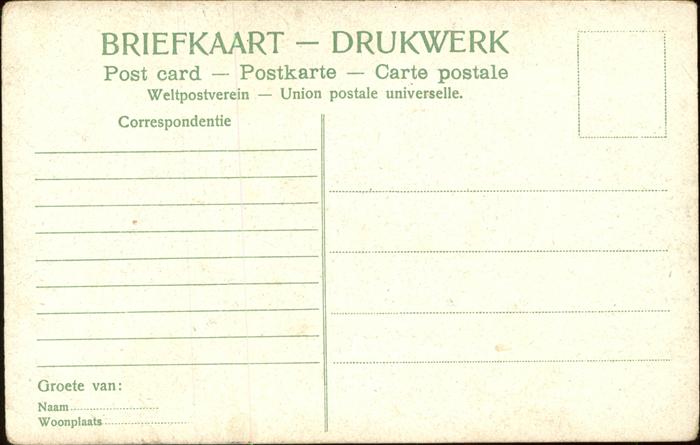 BRIEFKAART — DRUKWERK
Post card — Postkarte — Carte postale
Weltpostverein — Union postale universelle.
Correspondentie
Groete van:
Naam
Woonplaats